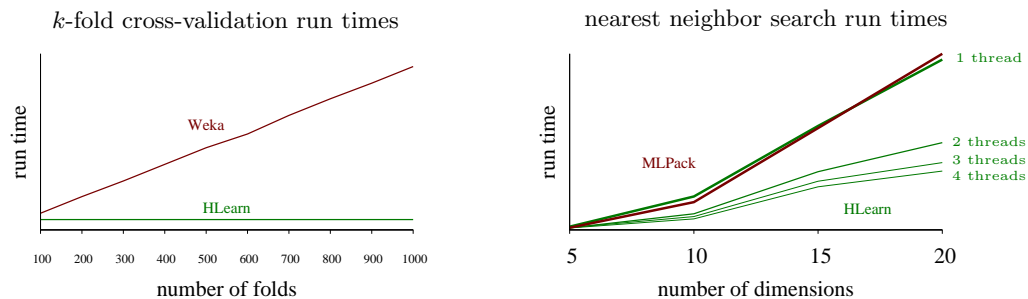 k-fold cross-validation run times
run time
Weka
HLearn
100 200 300 400 500 600 700 800 900 1000
number of folds
nearest neighbor search run times
run time
1 thread
2 threads
MLPack
3 threads
4 threads
HLearn
5 10 15 20
number of dimensions